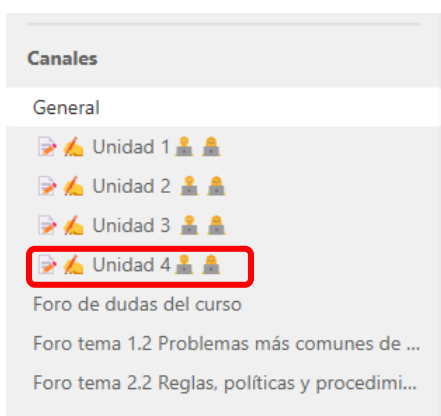 Canales
General
📝 ✍ Unidad 1 👨‍💻 👩‍💻
📝 ✍ Unidad 2 👨‍💻 👩‍💻
📝 ✍ Unidad 3 👨‍💻 👩‍💻
📝 ✍ Unidad 4 👨‍💻 👩‍💻
Foro de dudas del curso
Foro tema 1.2 Problemas más comunes de ...
Foro tema 2.2 Reglas, políticas y procedimi...